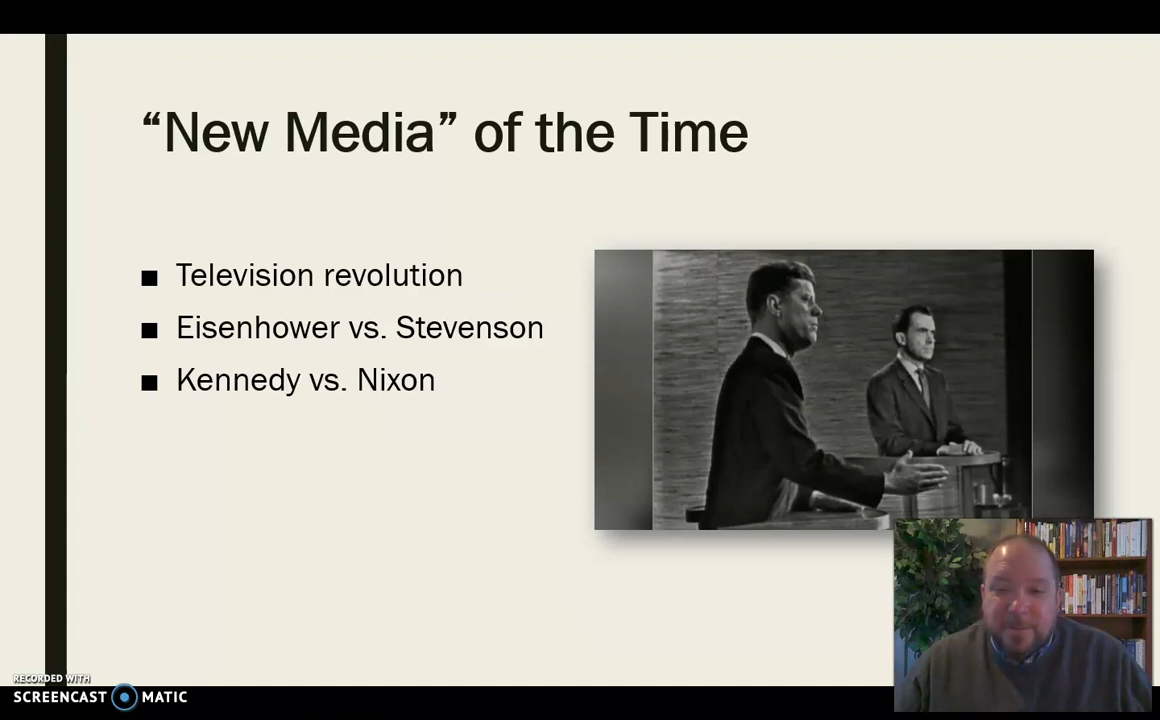 “New Media” of the Time
■ Television revolution
■ Eisenhower vs. Stevenson
■ Kennedy vs. Nixon
RECORDED WITH
SCREENCAST MATIC